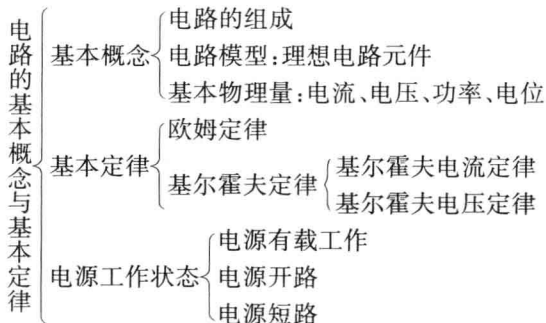 电路的基本概念与基本定律
基本概念
电路的组成
电路模型:理想电路元件
基本物理量:电流、电压、功率、电位
基本定律
欧姆定律
基尔霍夫定律
基尔霍夫电流定律
基尔霍夫电压定律
电源工作状态
电源有载工作
电源开路
电源短路